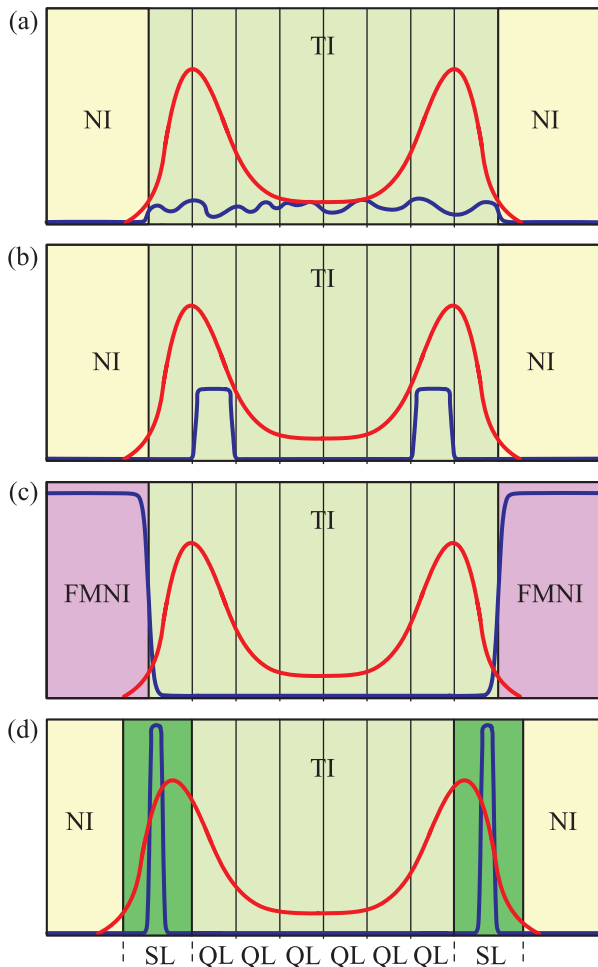 (a)
TI
NI NI
(b)
TI
NI NI
(c)
TI
FMNI FMNI
(d)
TI
NI NI
SL QL QL QL QL QL QL SL